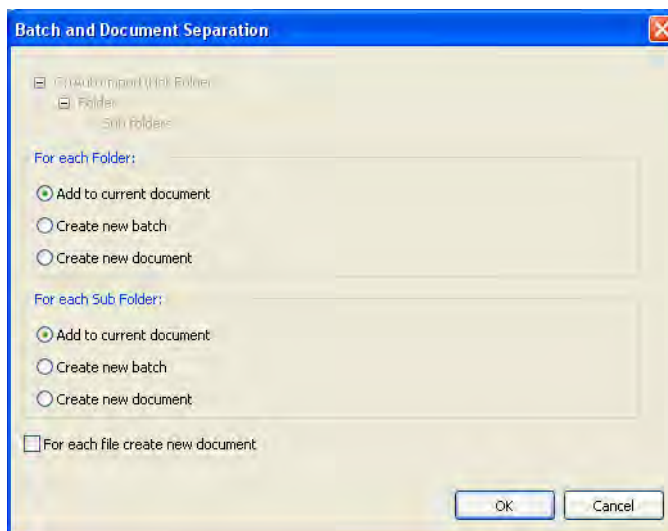 Batch and Document Separation
Folder
Sub Folders
For each Folder:
Add to current document
Create new batch
Create new document
For each Sub Folder:
Add to current document
Create new batch
Create new document
For each file create new document
OK
Cancel